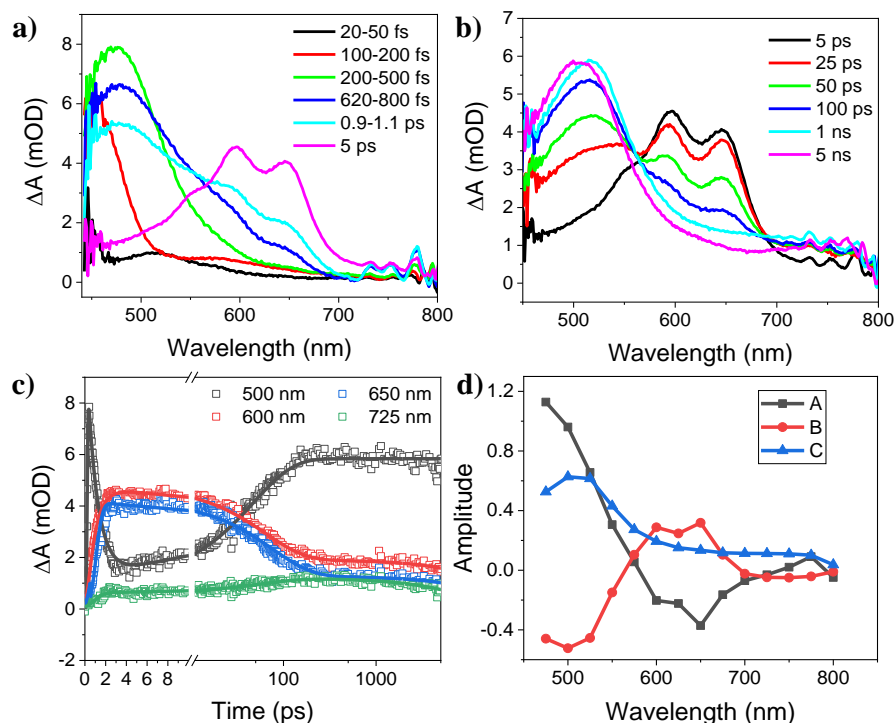 a)
20-50 fs
100-200 fs
200-500 fs
620-800 fs
0.9-1.1 ps
5 ps
8
6
4
2
0
ΔA (mOD)
500 600 700 800
Wavelength (nm)
b)
5 ps
25 ps
50 ps
100 ps
1 ns
5 ns
6
5
4
3
2
1
0
ΔA (mOD)
500 600 700 800
Wavelength (nm)
c)
500 nm 650 nm
600 nm 725 nm
8
6
4
2
0
-2
ΔA (mOD)
0 2 4 6 8 100 1000
Time (ps)
d)
A
B
C
1.2
0.8
0.4
0.0
-0.4
Amplitude
500 600 700 800
Wavelength (nm)